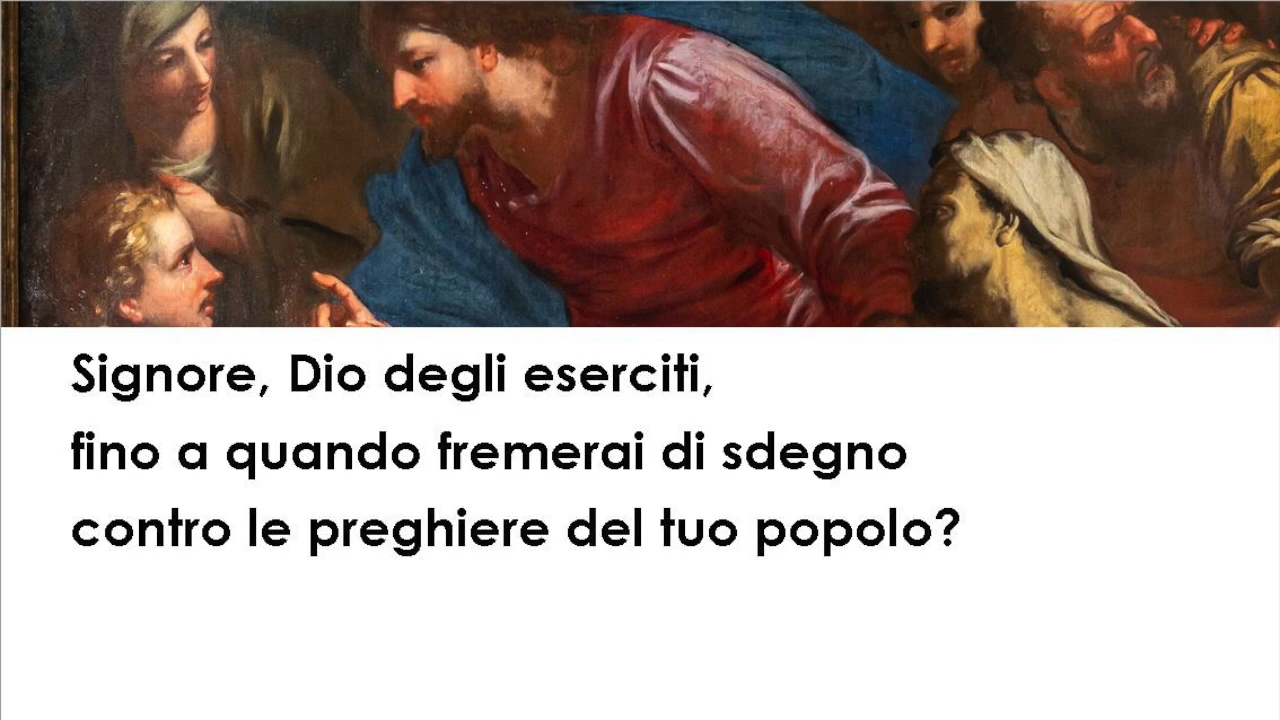 Signore, Dio degli eserciti,
fino a quando fremerai di sdegno
contro le preghiere del tuo popolo?